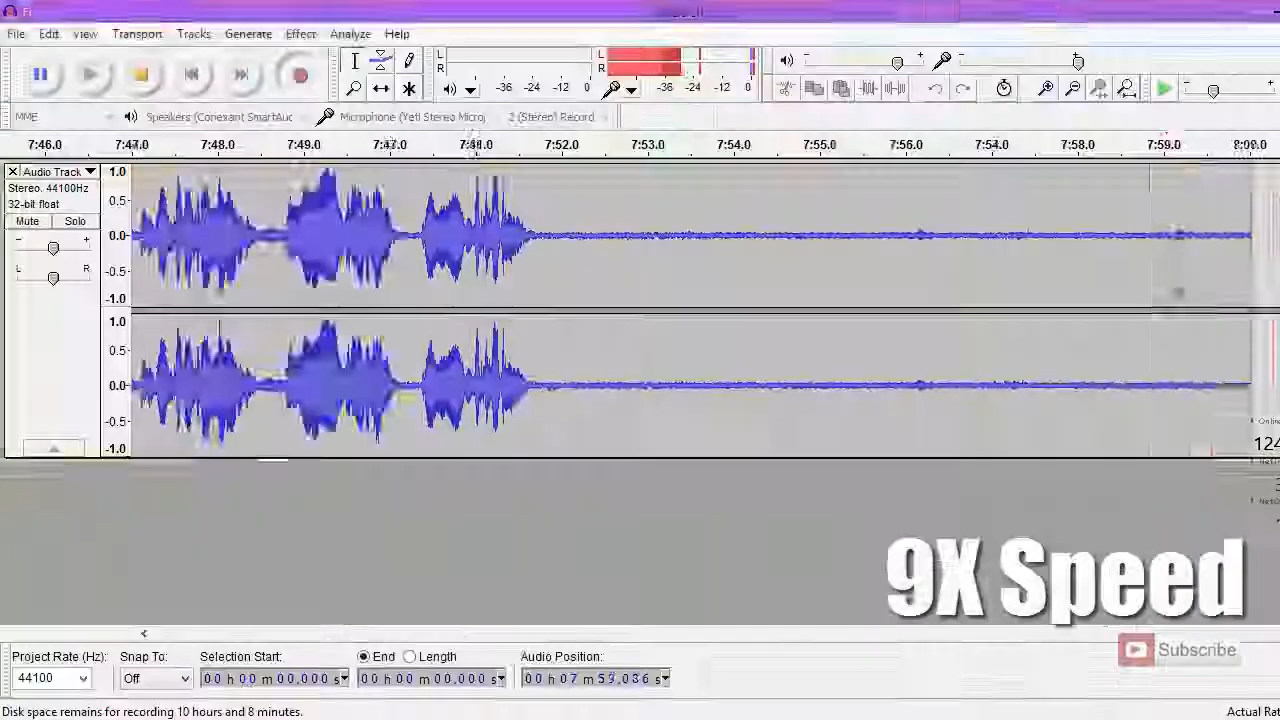 Fi
File Edit View Transport Tracks Generate Effect Analyze Help
L
R
-36 -24 -12 0
L
R
-36 -24 -12 0
MME Speakers (Conexant SmartAuc Microphone (Yeti Stereo Micro) 2 (Stereo) Record
7:46.0 7:47.0 7:48.0 7:49.0 7:52.0 7:53.0 7:54.0 7:55.0 7:56.0 7:58.0 7:59.0
Audio Track
Stereo, 44100Hz
32-bit float
Mute Solo
- +
L R
1.0
0.5
0.0
-0.5
-1.0
1.0
0.5
0.0
-0.5
-1.0
124
9X Speed
Subscribe
Project Rate (Hz): Snap To: Selection Start: End Length Audio Position:
44100 Off 00 h 00 m 00.000 s 00 h 00 m 00.000 s
Disk space remains for recording 10 hours and 8 minutes.
Actual Rat